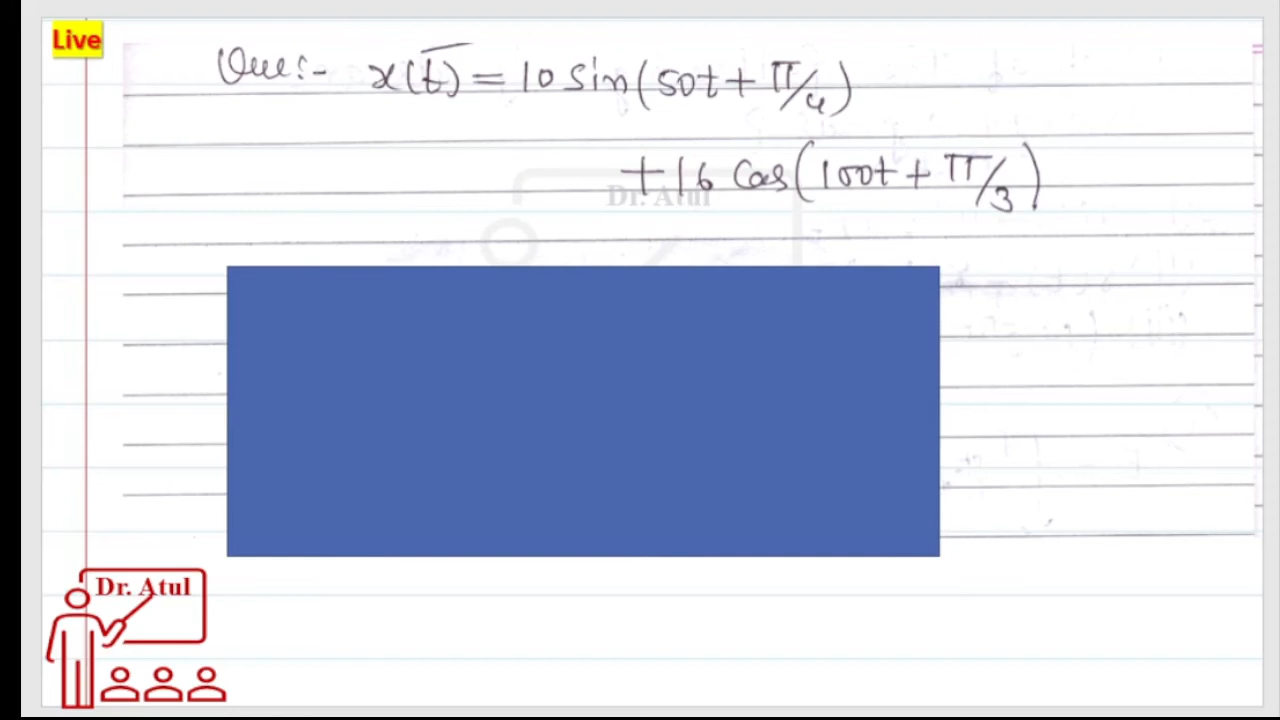 Live
Que:- x(t) = 10 sin(50t + π/4)
+ 16 cos(100t + π/3)
Dr. Atul
Dr. Atul